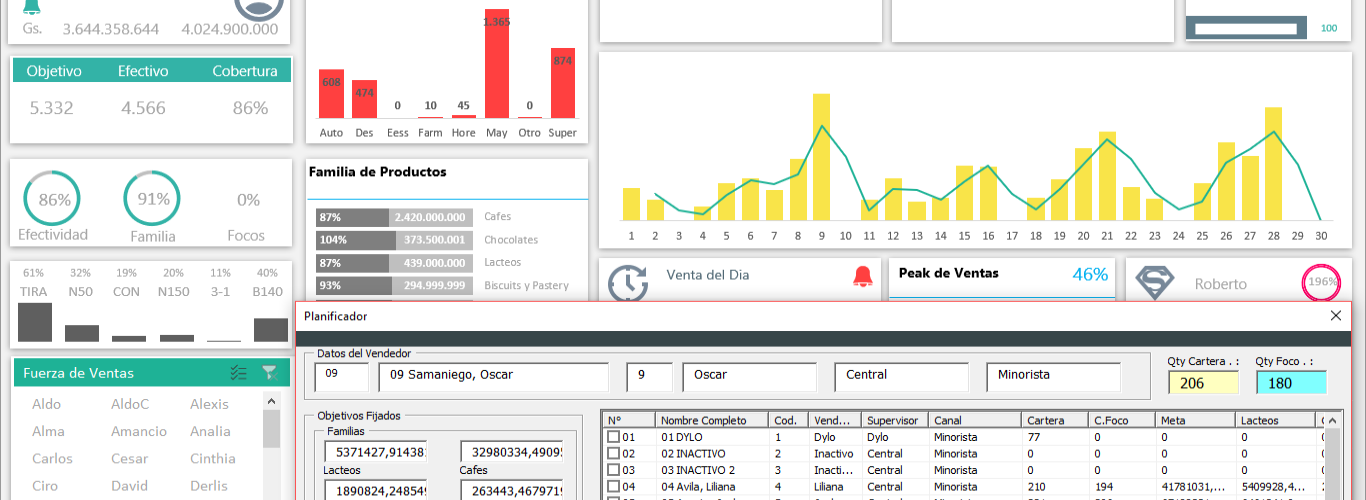 Gs. 3.644.358.644 4.024.900.000
Objetivo Efectivo Cobertura
5.332 4.566 86%
86% 91% 0%
Efectividad Familia Focos
61% 32% 19% 20% 11% 40%
TIRA N50 CON N150 3-1 B140
Fuerza de Ventas
Aldo AldoC Alexis
Alma Amancio Analia
Carlos Cesar Cinthia
Ciro David Derlis
608 474 0 10 45 1.365 0 874
Auto Des Eess Farm Hore May Otro Super
Familia de Productos
87% 2.420.000.000 Cafes
104% 373.500.001 Chocolates
87% 439.000.000 Lacteos
93% 294.999.999 Biscuits y Pastery
100
1 2 3 4 5 6 7 8 9 10 11 12 13 14 15 16 17 18 19 20 21 22 23 24 25 26 27 28 29 30
Venta del Dia
Peak de Ventas 46%
Roberto 196%
Planificador
Datos del Vendedor
09 09 Samaniego, Oscar 9 Oscar Central Minorista
Qty Cartera . : Qty Foco . :
206 180
Objetivos Fijados
Familias
5371427,91438 32980334,4909
Lacteos Cafes
1890824,24854 263443,467971
Nº Nombre Completo Cod. Vend... Supervisor Canal Cartera C.Foco Meta Lacteos
01 01 DYLO 1 Dylo Dylo Minorista 77 0 0 0
02 02 INACTIVO 2 Inactivo Central Minorista 0 0 0 0
03 03 INACTIVO 2 3 Inacti... Central Minorista 0 0 0 0
04 04 Avila, Liliana 4 Liliana Central Minorista 210 194 41781031,... 5409928,4...